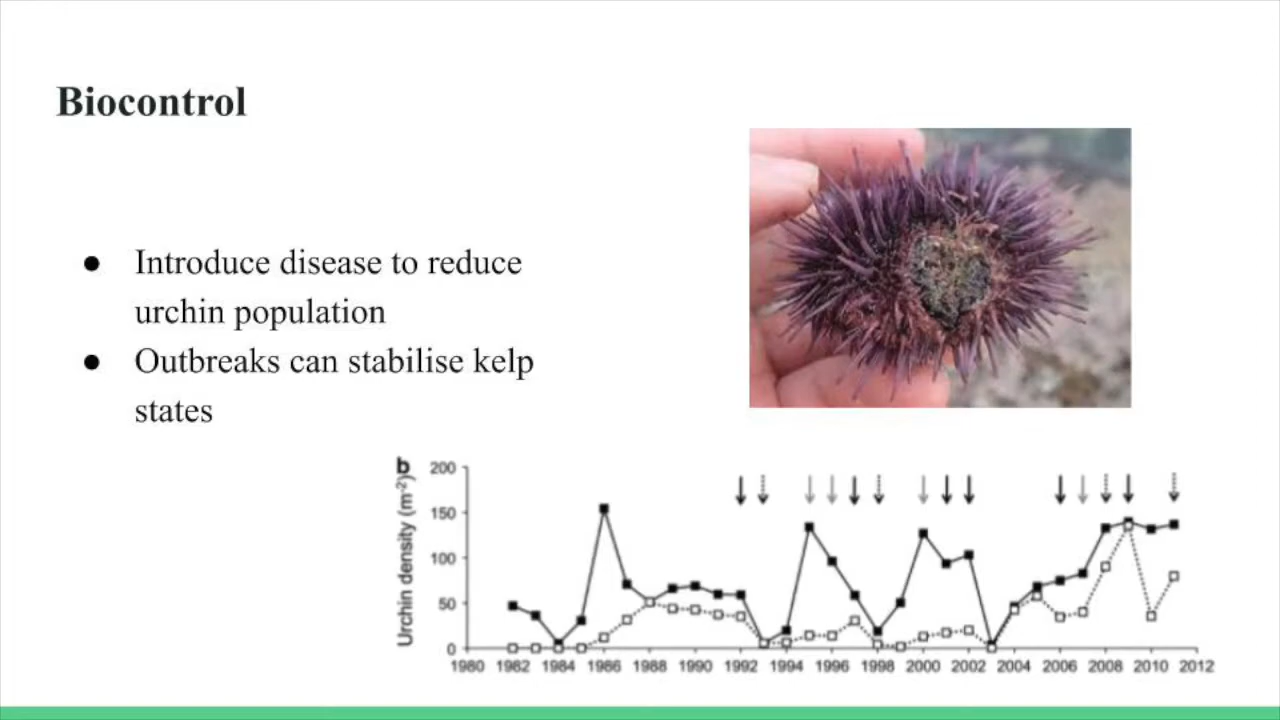 Biocontrol
● Introduce disease to reduce
urchin population
● Outbreaks can stabilise kelp
states
b
Urchin density (m⁻²)
200
150
100
50
0
1980 1982 1984 1986 1988 1990 1992 1994 1996 1998 2000 2002 2004 2006 2008 2010 2012